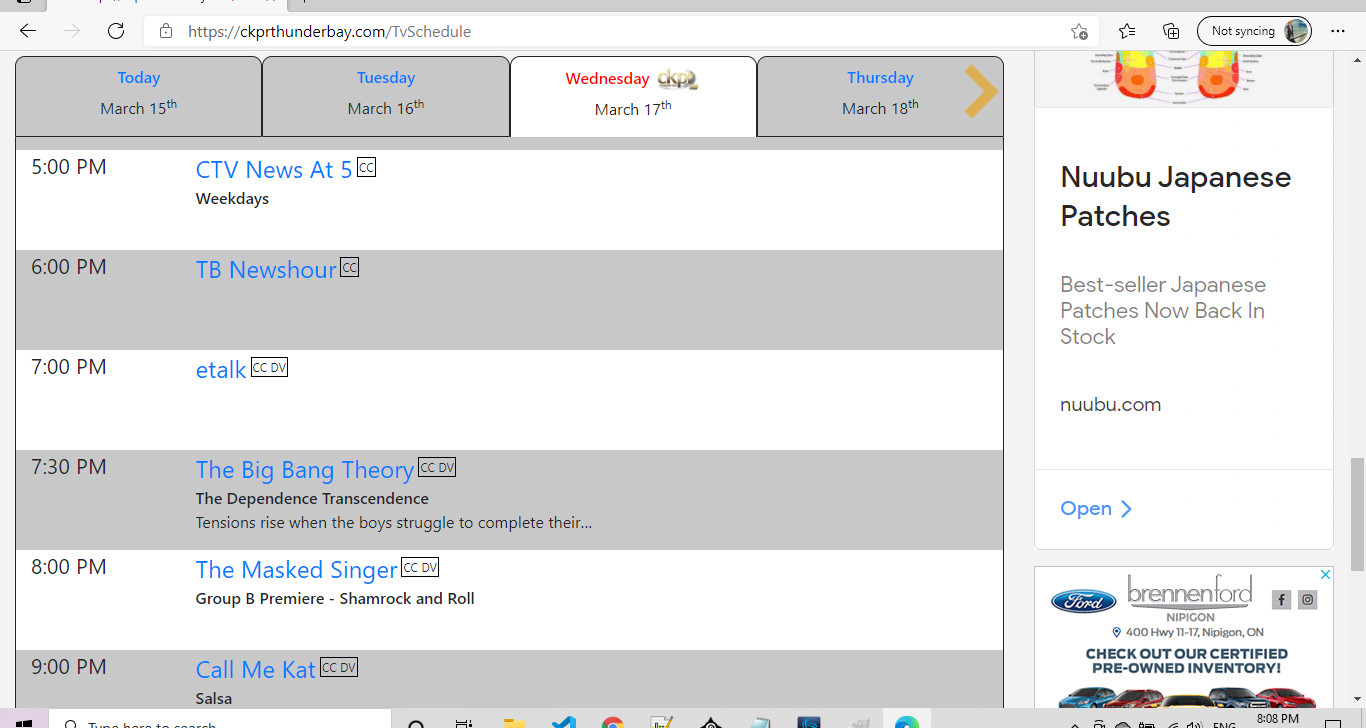 https://ckprthunderbay.com/TvSchedule
Not syncing
Today
March 15th
Tuesday
March 16th
Wednesday ckpr
March 17th
Thursday
March 18th
5:00 PM
CTV News At 5 CC
Weekdays
6:00 PM
TB Newshour CC
7:00 PM
etalk CC DV
7:30 PM
The Big Bang Theory CC DV
The Dependence Transcendence
Tensions rise when the boys struggle to complete their...
8:00 PM
The Masked Singer CC DV
Group B Premiere - Shamrock and Roll
9:00 PM
Call Me Kat CC DV
Salsa
Nuubu Japanese
Patches
Best-seller Japanese
Patches Now Back In
Stock
nuubu.com
Open
Ford
brennenford
NIPIGON
400 Hwy 11-17, Nipigon, ON
CHECK OUT OUR CERTIFIED
PRE-OWNED INVENTORY!
Type here to search
ENG
8:08 PM